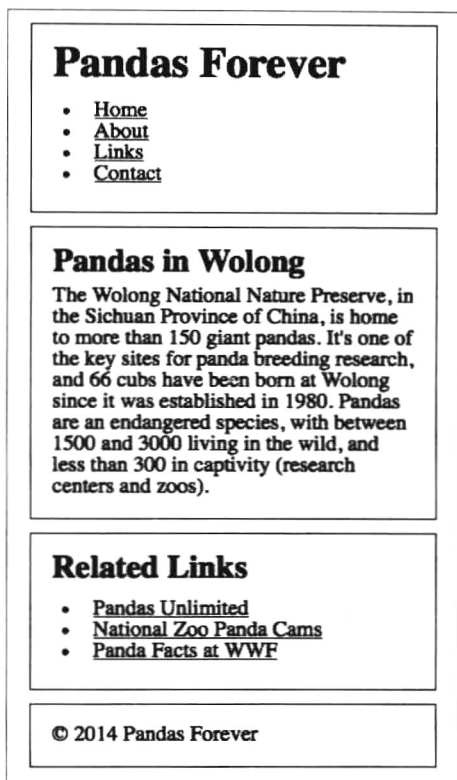 Pandas Forever
• Home
• About
• Links
• Contact
Pandas in Wolong
The Wolong National Nature Preserve, in
the Sichuan Province of China, is home
to more than 150 giant pandas. It's one of
the key sites for panda breeding research,
and 66 cubs have been born at Wolong
since it was established in 1980. Pandas
are an endangered species, with between
1500 and 3000 living in the wild, and
less than 300 in captivity (research
centers and zoos).
Related Links
• Pandas Unlimited
• National Zoo Panda Cams
• Panda Facts at WWF
© 2014 Pandas Forever